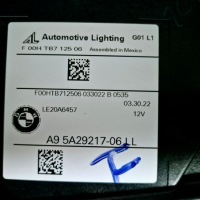 AL Automotive Lighting G01 L1
F 00H TB7 125 06 Assembled in Mexico
F00HTB712506 033022 B 0535
LE20A6457 03.30.22
12V
A9 5A29217-06 LL